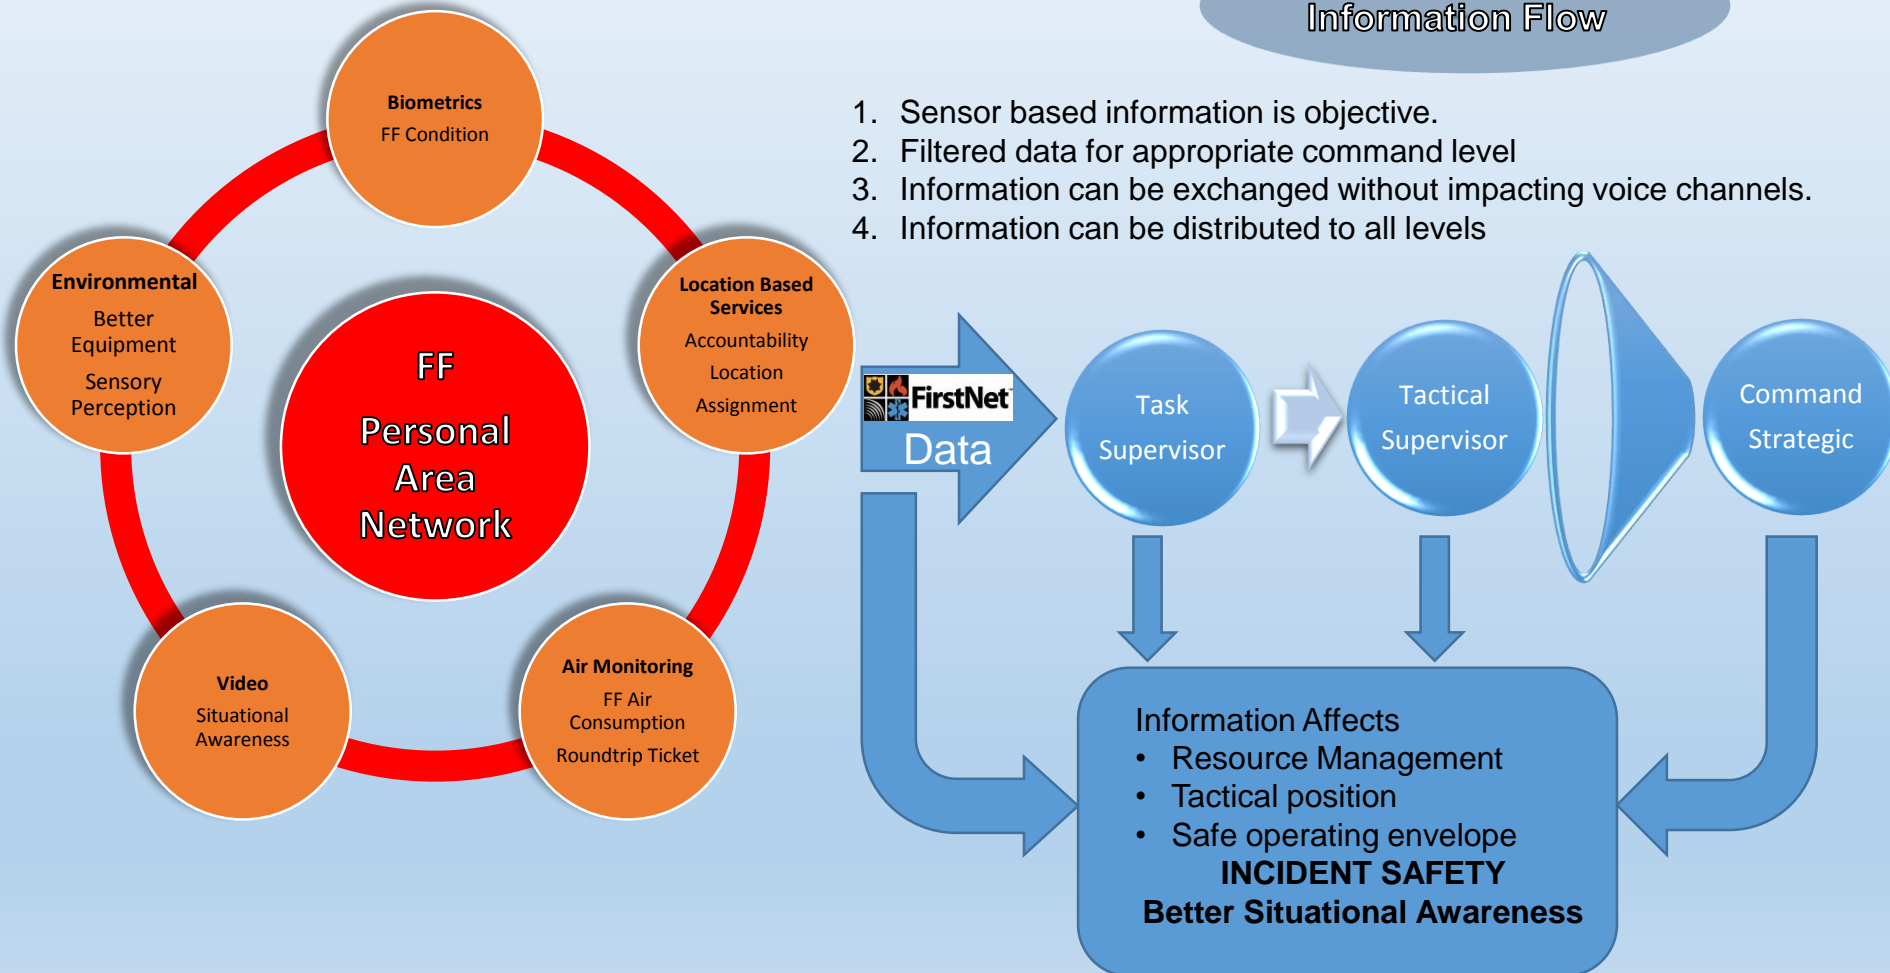 Information Flow
1. Sensor based information is objective.
2. Filtered data for appropriate command level
3. Information can be exchanged without impacting voice channels.
4. Information can be distributed to all levels
Biometrics
FF Condition
Location Based
Services
Accountability
Location
Assignment
Air Monitoring
FF Air
Consumption
Roundtrip Ticket
Video
Situational
Awareness
Environmental
Better
Equipment
Sensory
Perception
FF
Personal
Area
Network
FirstNet
Data
Task
Supervisor
Tactical
Supervisor
Command
Strategic
Information Affects
• Resource Management
• Tactical position
• Safe operating envelope
INCIDENT SAFETY
Better Situational Awareness